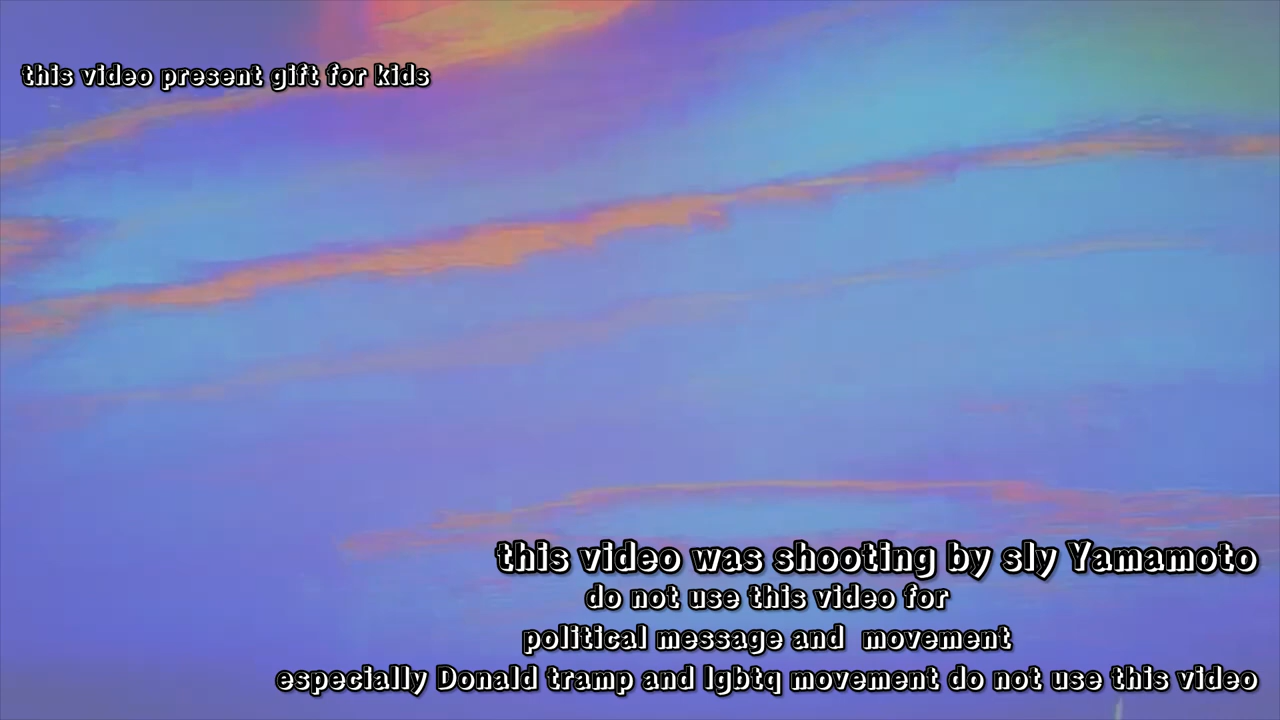 this video present gift for kids
this video was shooting by sly Yamamoto
do not use this video for
political message and movement
especially Donald tramp and lgbtq movement do not use this video